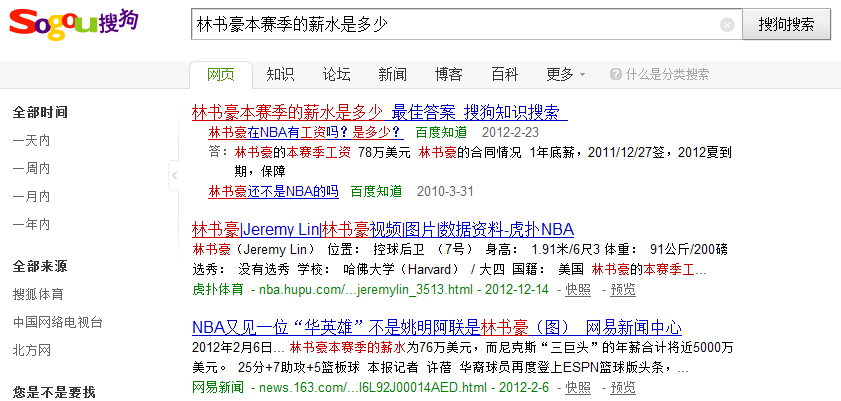 Sogou搜狗
林书豪本赛季的薪水是多少
搜狗搜索
网页 知识 论坛 新闻 博客 百科 更多 什么是分类搜索
全部时间
一天内
一周内
一月内
一年内
全部来源
搜狐体育
中国网络电视台
北方网
您是不是要找
林书豪本赛季的薪水是多少_最佳答案_搜狗知识搜索_
林书豪在NBA有工资吗？是多少？ 百度知道 2012-2-23
答：林书豪的本赛季工资 78万美元 林书豪的合同情况 1年底薪，2011/12/27签，2012夏到
期，保障
林书豪还不是NBA的吗 百度知道 2010-3-31
林书豪|Jeremy Lin|林书豪视频|图片|数据资料-虎扑NBA
林书豪（Jeremy Lin） 位置： 控球后卫 （7号） 身高： 1.91米/6尺3 体重： 91公斤/200磅
选秀： 没有选秀 学校： 哈佛大学（Harvard） / 大四 国籍： 美国 林书豪的本赛季工...
虎扑体育 - nba.hupu.com/...jeremylin_3513.html - 2012-12-14 - 快照 - 预览
NBA又见一位“华英雄”不是姚明阿联是林书豪（图）_网易新闻中心
2012年2月6日... 林书豪本赛季的薪水为76万美元，而尼克斯“三巨头”的年薪合计将近5000万
美元。 25分+7助攻+5篮板球 本报记者 许蓓 华裔球员再度登上ESPN篮球版头条，...
网易新闻 - news.163.com/...l6L92J00014AED.html - 2012-2-6 - 快照 - 预览